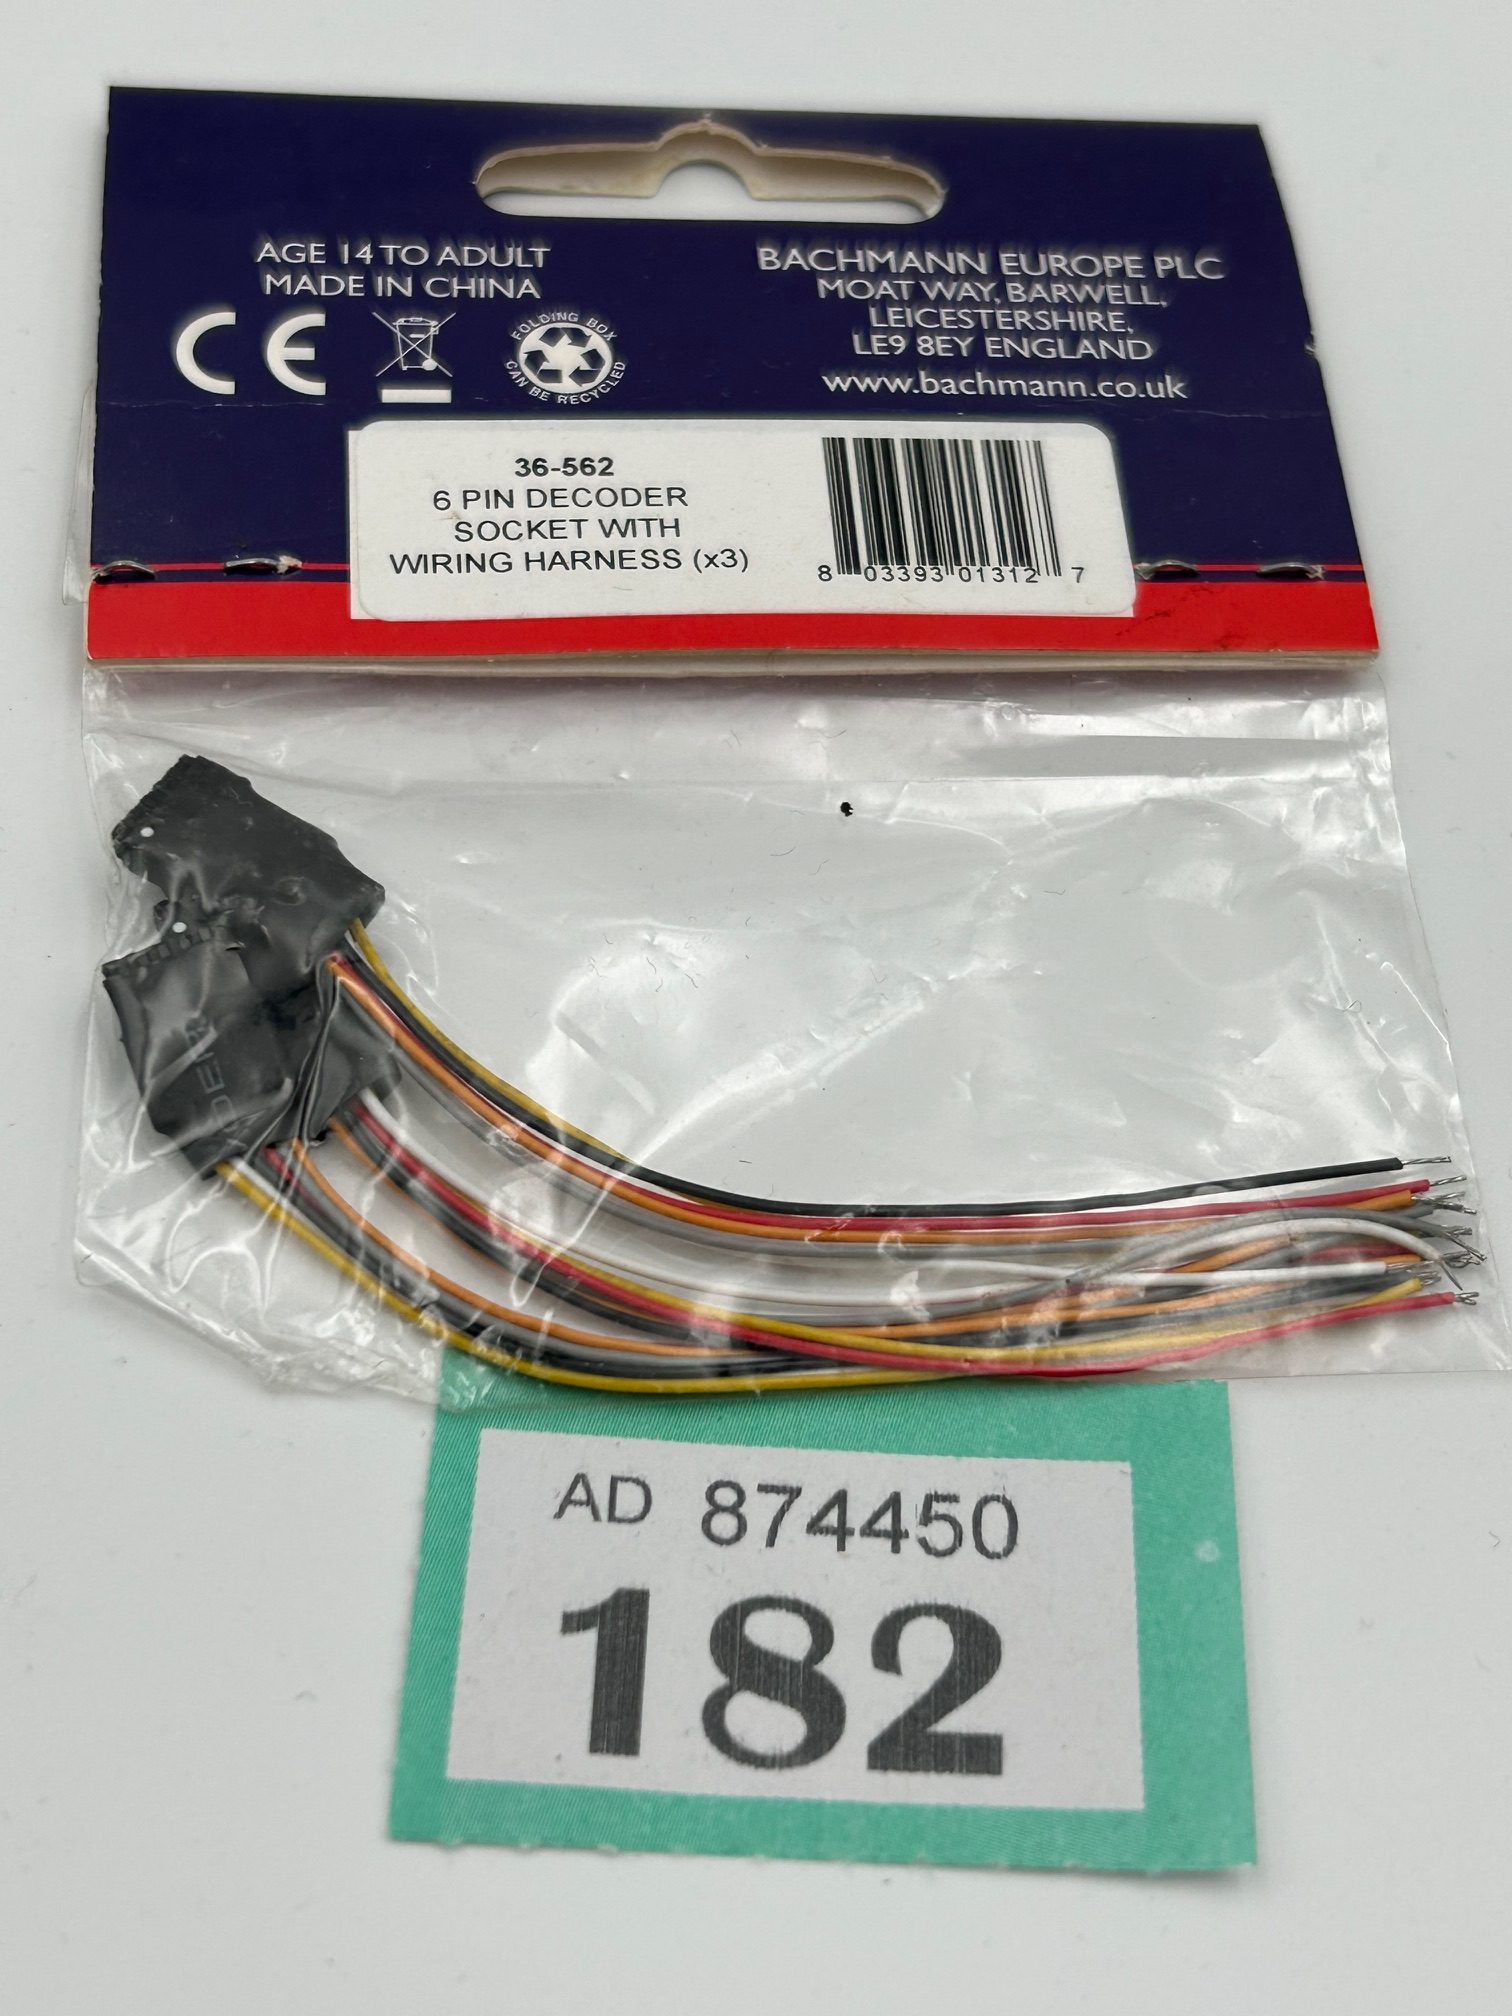 AGE 14 TO ADULT
MADE IN CHINA
CE
FOLDING BOX
CAN BE RECYCLED
BACHMANN EUROPE PLC
MOAT WAY, BARWELL,
LEICESTERSHIRE.
LE9 8EY ENGLAND
www.bachmann.co.uk
36-562
6 PIN DECODER
SOCKET WITH
WIRING HARNESS (x3)
8 03393 01312 7
AD 874450
182